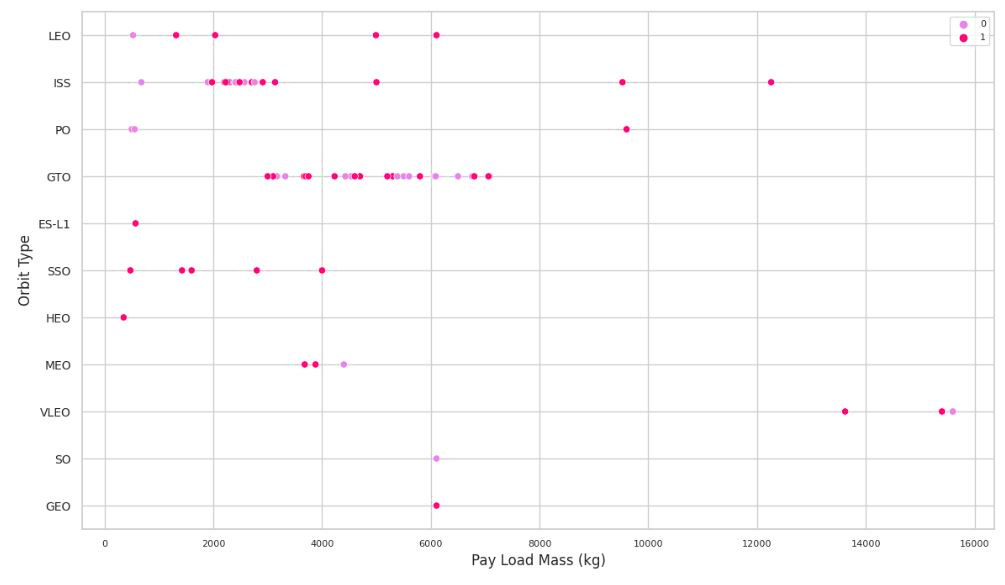 0
1
LEO
ISS
PO
GTO
ES-L1
SSO
HEO
MEO
VLEO
SO
GEO
Orbit Type
0 2000 4000 6000 8000 10000 12000 14000 16000
Pay Load Mass (kg)